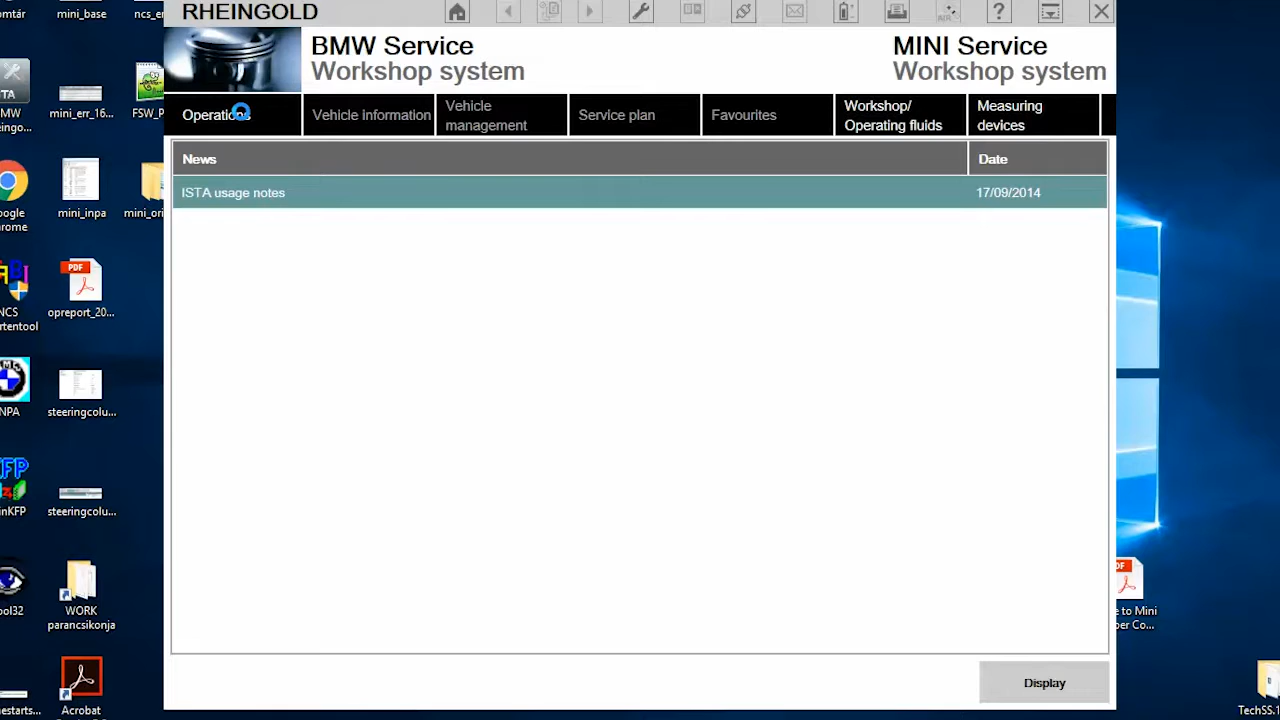 RHEINGOLD
BMW Service
Workshop system
MINI Service
Workshop system
Operations
Vehicle information
Vehicle
management
Service plan
Favourites
Workshop/
Operating fluids
Measuring
devices
News
Date
ISTA usage notes
17/09/2014
Display
mini_base
mini_err_16...
FSW_P
mini_inpa
mini_ori
PDF
opreport_20...
steeringcolu...
steeringcolu...
WORK
parancsikonja
Acrobat
TechSS.1